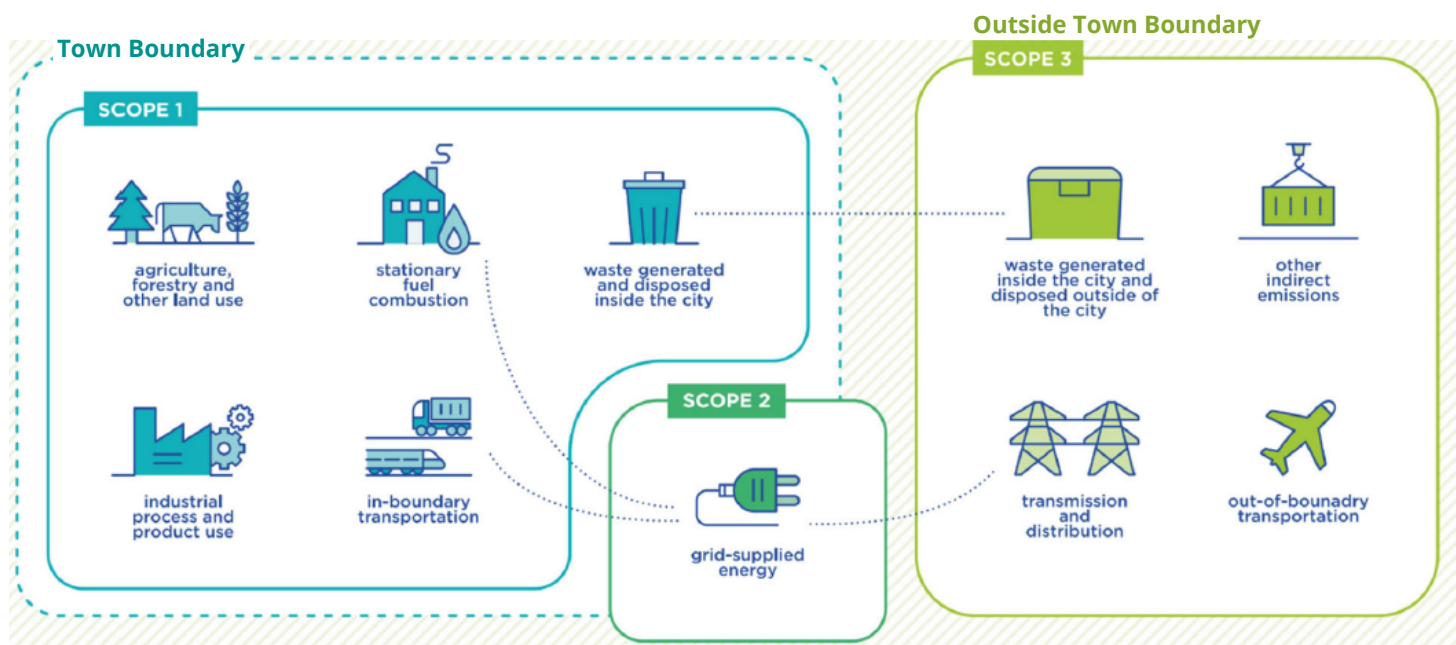 Town Boundary
Outside Town Boundary
SCOPE 1
agriculture,
forestry and
other land use
stationary
fuel
combustion
waste generated
and disposed
inside the city
industrial
process and
product use
in-boundary
transportation
SCOPE 2
grid-supplied
energy
SCOPE 3
waste generated
inside the city and
disposed outside of
the city
other
indirect
emissions
transmission
and
distribution
out-of-bounadry
transportation